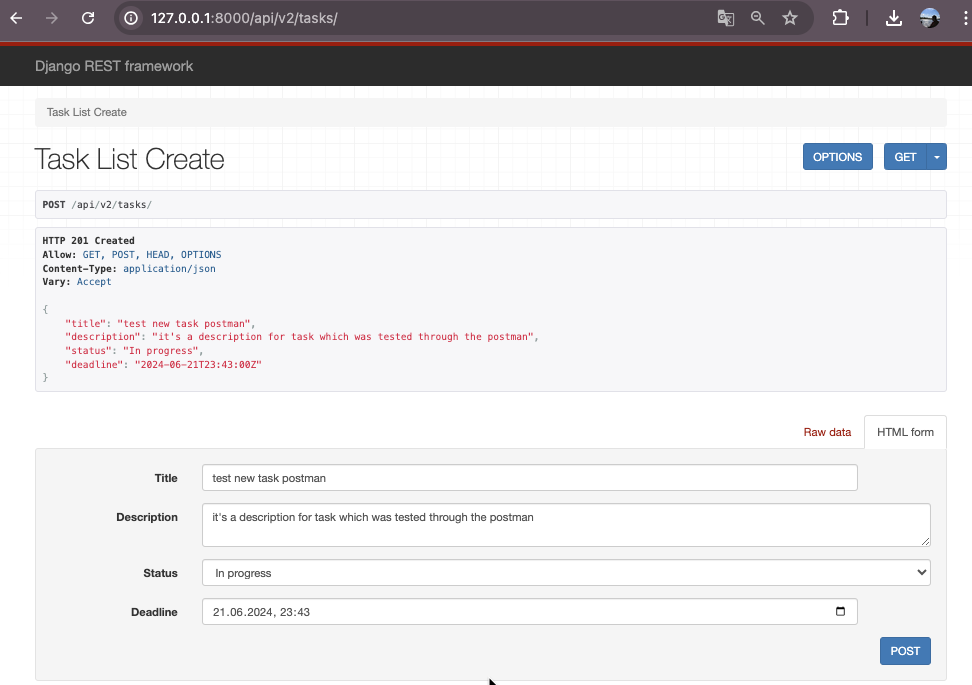 127.0.0.1:8000/api/v2/tasks/
Django REST framework
Task List Create
Task List Create
OPTIONS
GET
POST /api/v2/tasks/
HTTP 201 Created
Allow: GET, POST, HEAD, OPTIONS
Content-Type: application/json
Vary: Accept
{
"title": "test new task postman",
"description": "it's a description for task which was tested through the postman",
"status": "In progress",
"deadline": "2024-06-21T23:43:00Z"
}
Raw data
HTML form
Title
test new task postman
Description
it's a description for task which was tested through the postman
Status
In progress
Deadline
21.06.2024, 23:43
POST